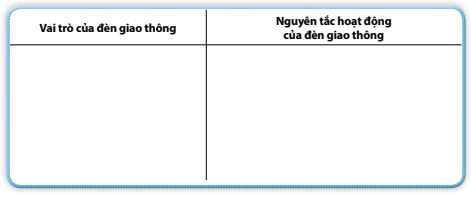 Vai trò của đèn giao thông
Nguyên tắc hoạt động
của đèn giao thông